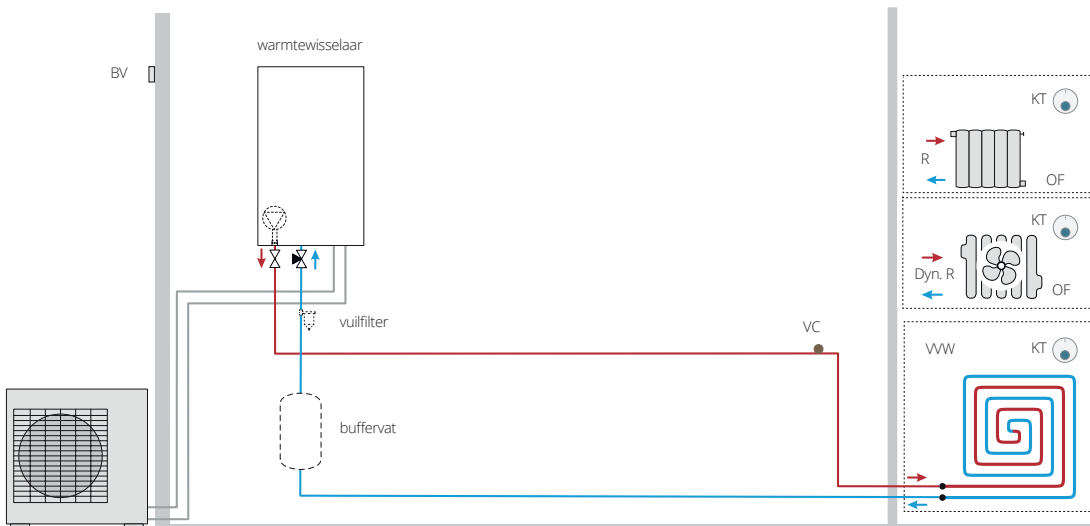 warmtewisselaar
BV
KT
R
OF
KT
Dyn. R
OF
vuilfilter
VC
VVW
KT
buffervat